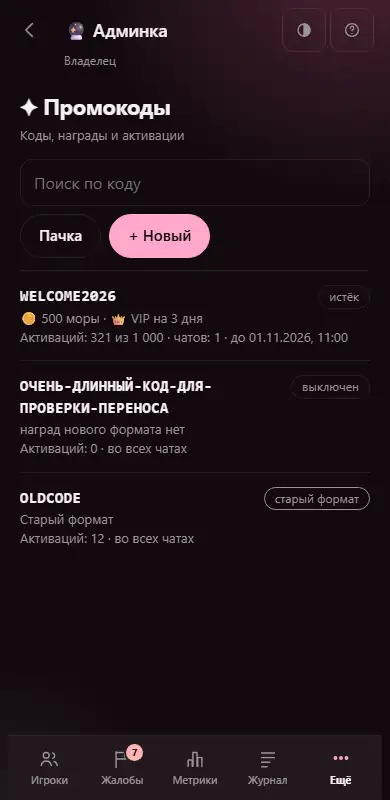 Админка
Владелец
✦ Промокоды
Коды, награды и активации
Поиск по коду
Пачка
+ Новый
WELCOME2026
истёк
500 моры · VIP на 3 дня
Активаций: 321 из 1 000 · чатов: 1 · до 01.11.2026, 11:00
ОЧЕНЬ-ДЛИННЫЙ-КОД-ДЛЯ-
ПРОВЕРКИ-ПЕРЕНОСА
выключен
наград нового формата нет
Активаций: 0 · во всех чатах
OLDCODE
старый формат
Старый формат
Активаций: 12 · во всех чатах
7
Игроки
Жалобы
Метрики
Журнал
Ещё